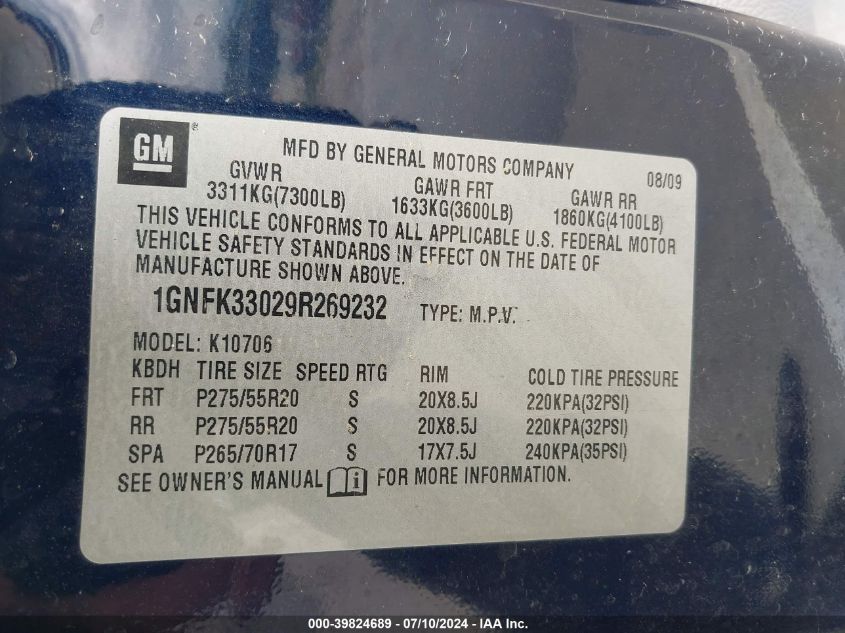 GM
®
MFD BY GENERAL MOTORS COMPANY 08/09
GVWR GAWR FRT GAWR RR
3311KG(7300LB) 1633KG(3600LB) 1860KG(4100LB)
THIS VEHICLE CONFORMS TO ALL APPLICABLE U.S. FEDERAL MOTOR
VEHICLE SAFETY STANDARDS IN EFFECT ON THE DATE OF
MANUFACTURE SHOWN ABOVE.
1GNFK33029R269232 TYPE: M.P.V.
MODEL: K10706
KBDH TIRE SIZE SPEED RTG RIM COLD TIRE PRESSURE
FRT P275/55R20 S 20X8.5J 220KPA(32PSI)
RR P275/55R20 S 20X8.5J 220KPA(32PSI)
SPA P265/70R17 S 17X7.5J 240KPA(35PSI)
SEE OWNER'S MANUAL i FOR MORE INFORMATION.
000-39824689 - 07/10/2024 - IAA Inc.